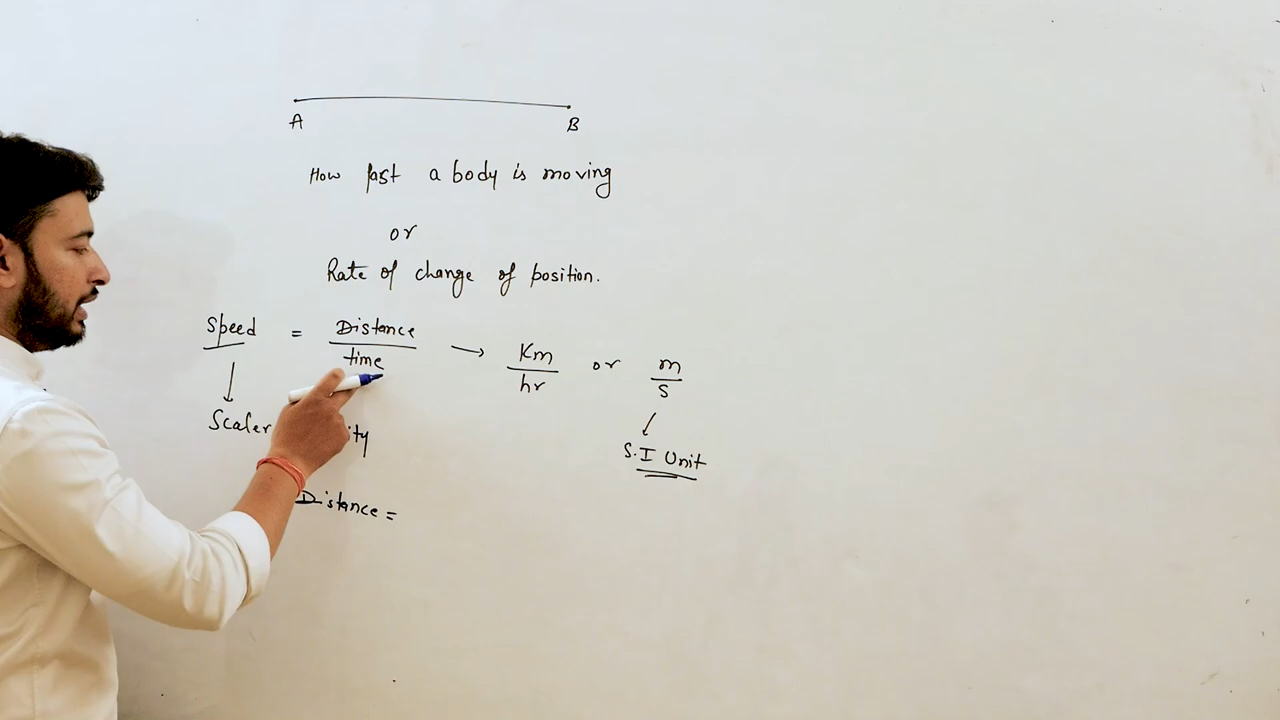 A B
How fast a body is moving
or
Rate of change of position.
Speed = Distance / time → Km / hr or m / s
Scaler ity
S.I Unit
Distance =